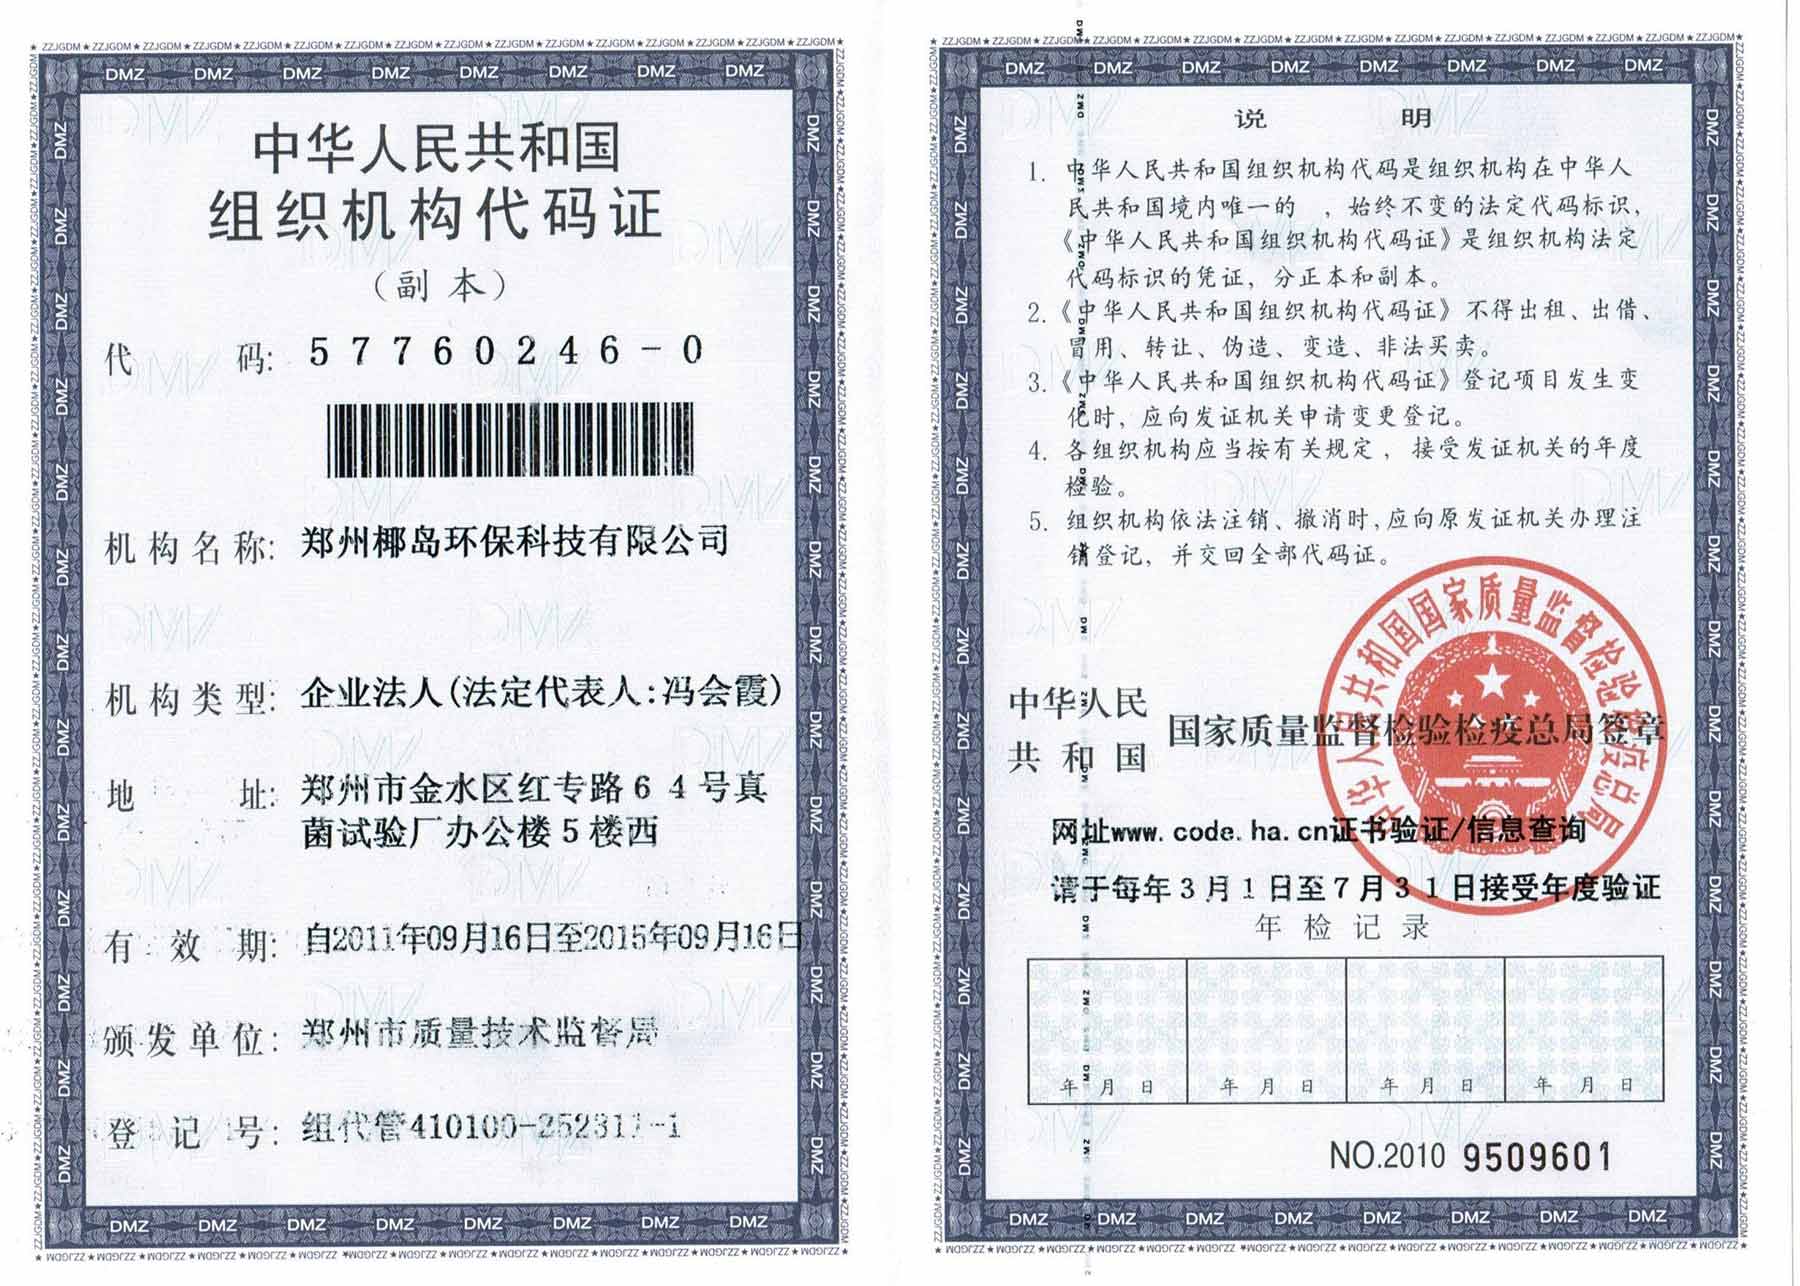 中华人民共和国
组织机构代码证
（副本）
代 码: 57760246-0
机构名称: 郑州椰岛环保科技有限公司
机构类型: 企业法人(法定代表人:冯会霞)
地 址: 郑州市金水区红专路64号真
菌试验厂办公楼5楼西
有 效 期: 自2011年09月16日至2015年09月16日
颁发单位: 郑州市质量技术监督局
登 记 号: 组代管410100-252311-1
说 明
1. 中华人民共和国组织机构代码是组织机构在中华人
民共和国境内唯一的 ，始终不变的法定代码标识，
《中华人民共和国组织机构代码证》是组织机构法定
代码标识的凭证，分正本和副本。
2.《中华人民共和国组织机构代码证》不得出租、出借、
冒用、转让、伪造、变造、非法买卖。
3.《中华人民共和国组织机构代码证》登记项目发生变
化时，应向发证机关申请变更登记。
4. 各组织机构应当按有关规定，接受发证机关的年度
检验。
5. 组织机构依法注销、撤消时，应向原发证机关办理注
销登记，并交回全部代码证。
中华人民共和国国家质量监督检验检疫总局
中华人民
共和国 国家质量监督检验检疫总局签章
网址www.code.ha.cn证书验证/信息查询
请于每年3月1日至7月31日接受年度验证
年检记录
年 月 日 年 月 日 年 月 日 年 月 日
NO.2010 9509601